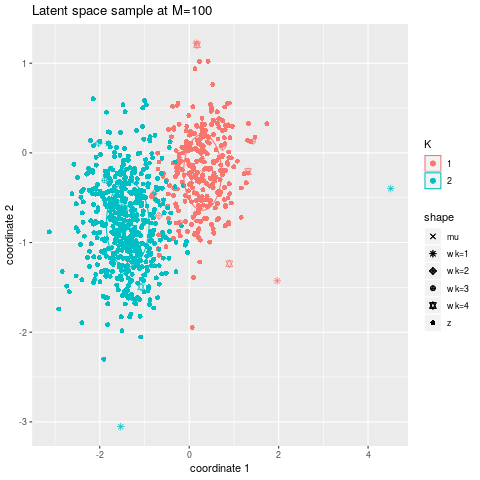 Latent space sample at M=100
coordinate 2
1
0
-1
-2
-3
-2
0
2
4
coordinate 1
K
1
2
shape
mu
w k=1
w k=2
w k=3
w k=4
z